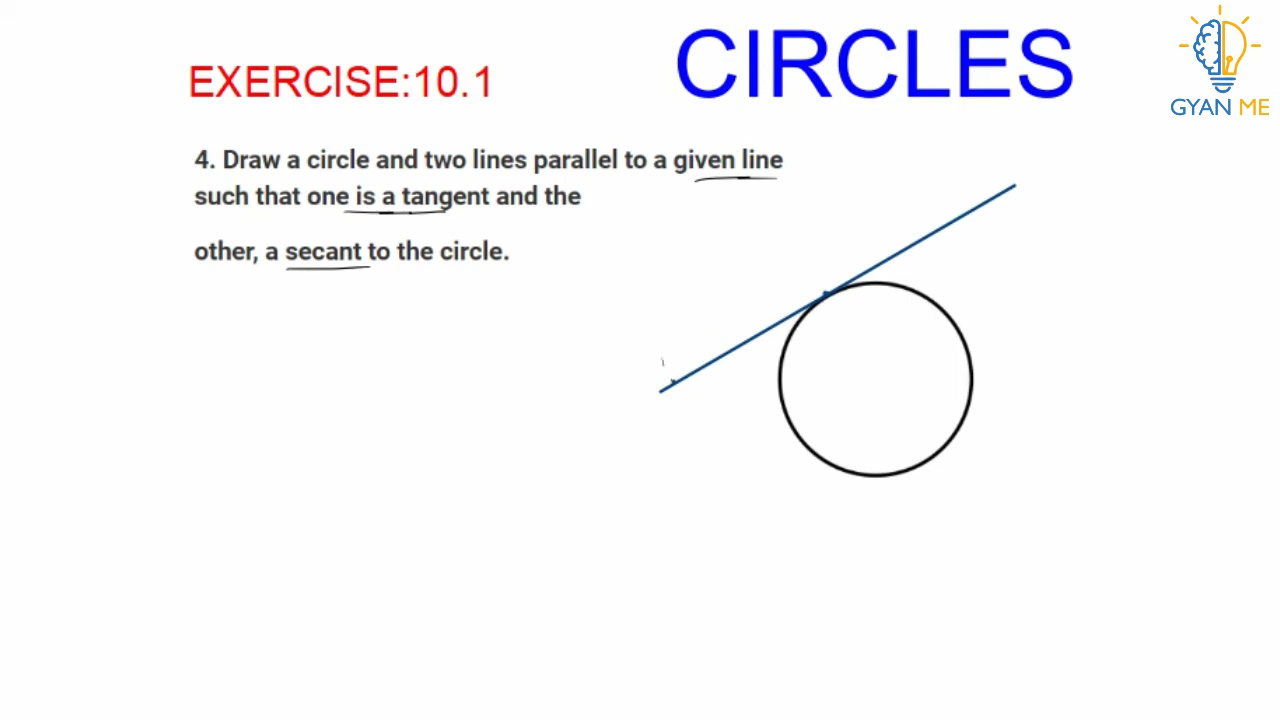 CIRCLES
EXERCISE:10.1
GYAN ME
4. Draw a circle and two lines parallel to a given line
such that one is a tangent and the
other, a secant to the circle.